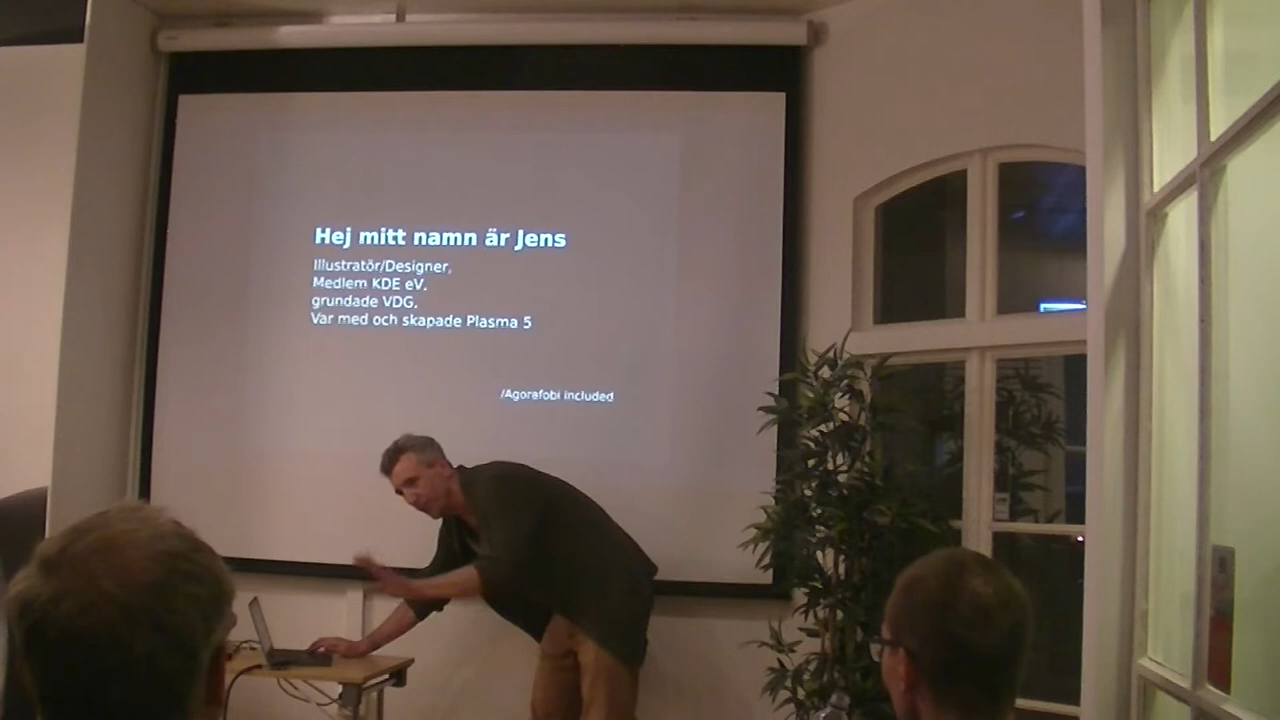 Hej mitt namn är Jens
Illustratör/Designer,
Medlem KDE eV.
grundade VDG,
Var med och skapade Plasma 5
/Agorafobi included